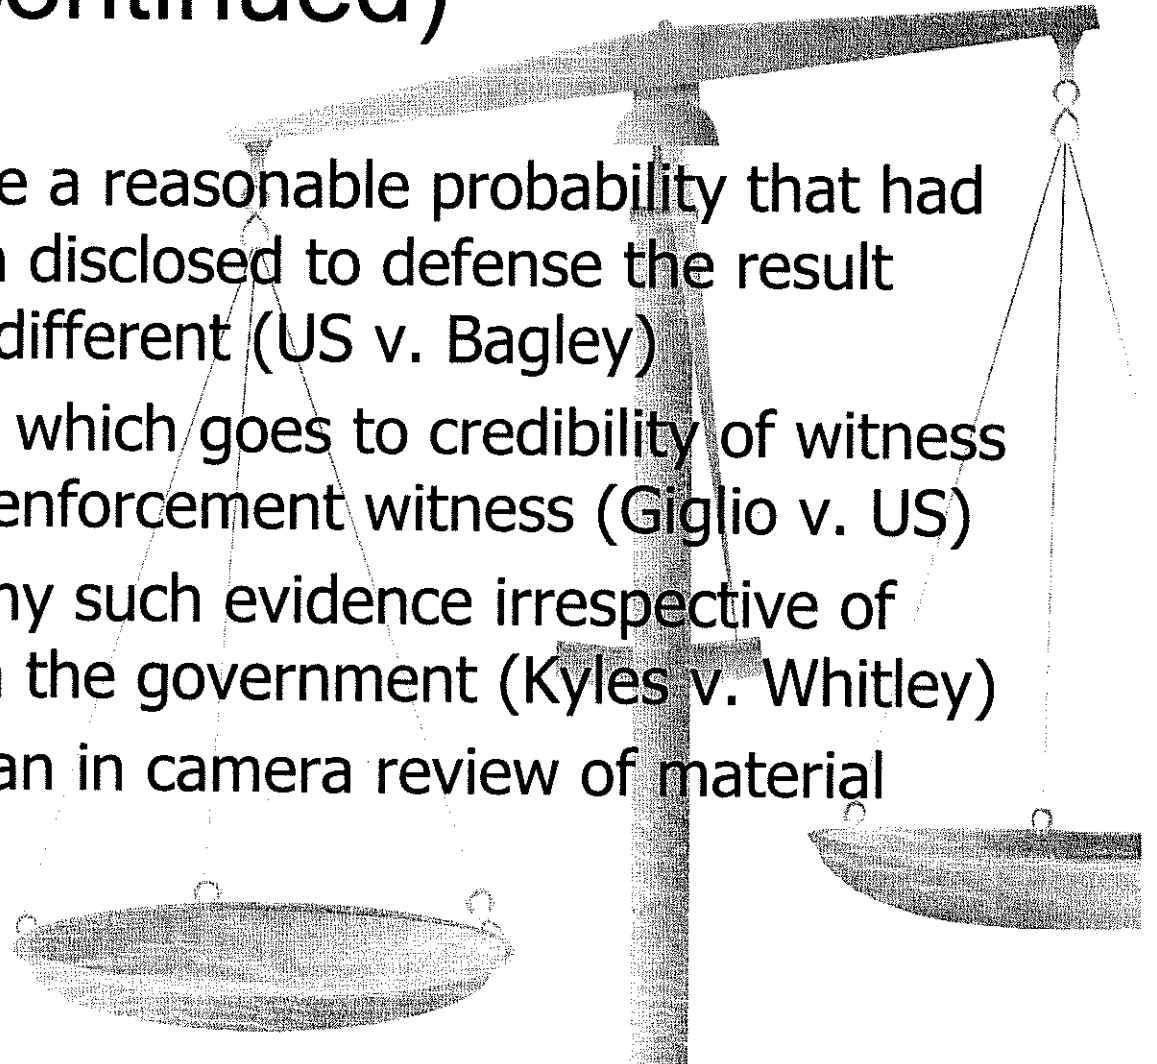 ontinued)
e a reasonable probability that had
disclosed to defense the result
different (US v. Bagley)
which goes to credibility of witness
enforcement witness (Giglio v. US)
ny such evidence irrespective of
the government (Kyles v. Whitley)
an in camera review of material